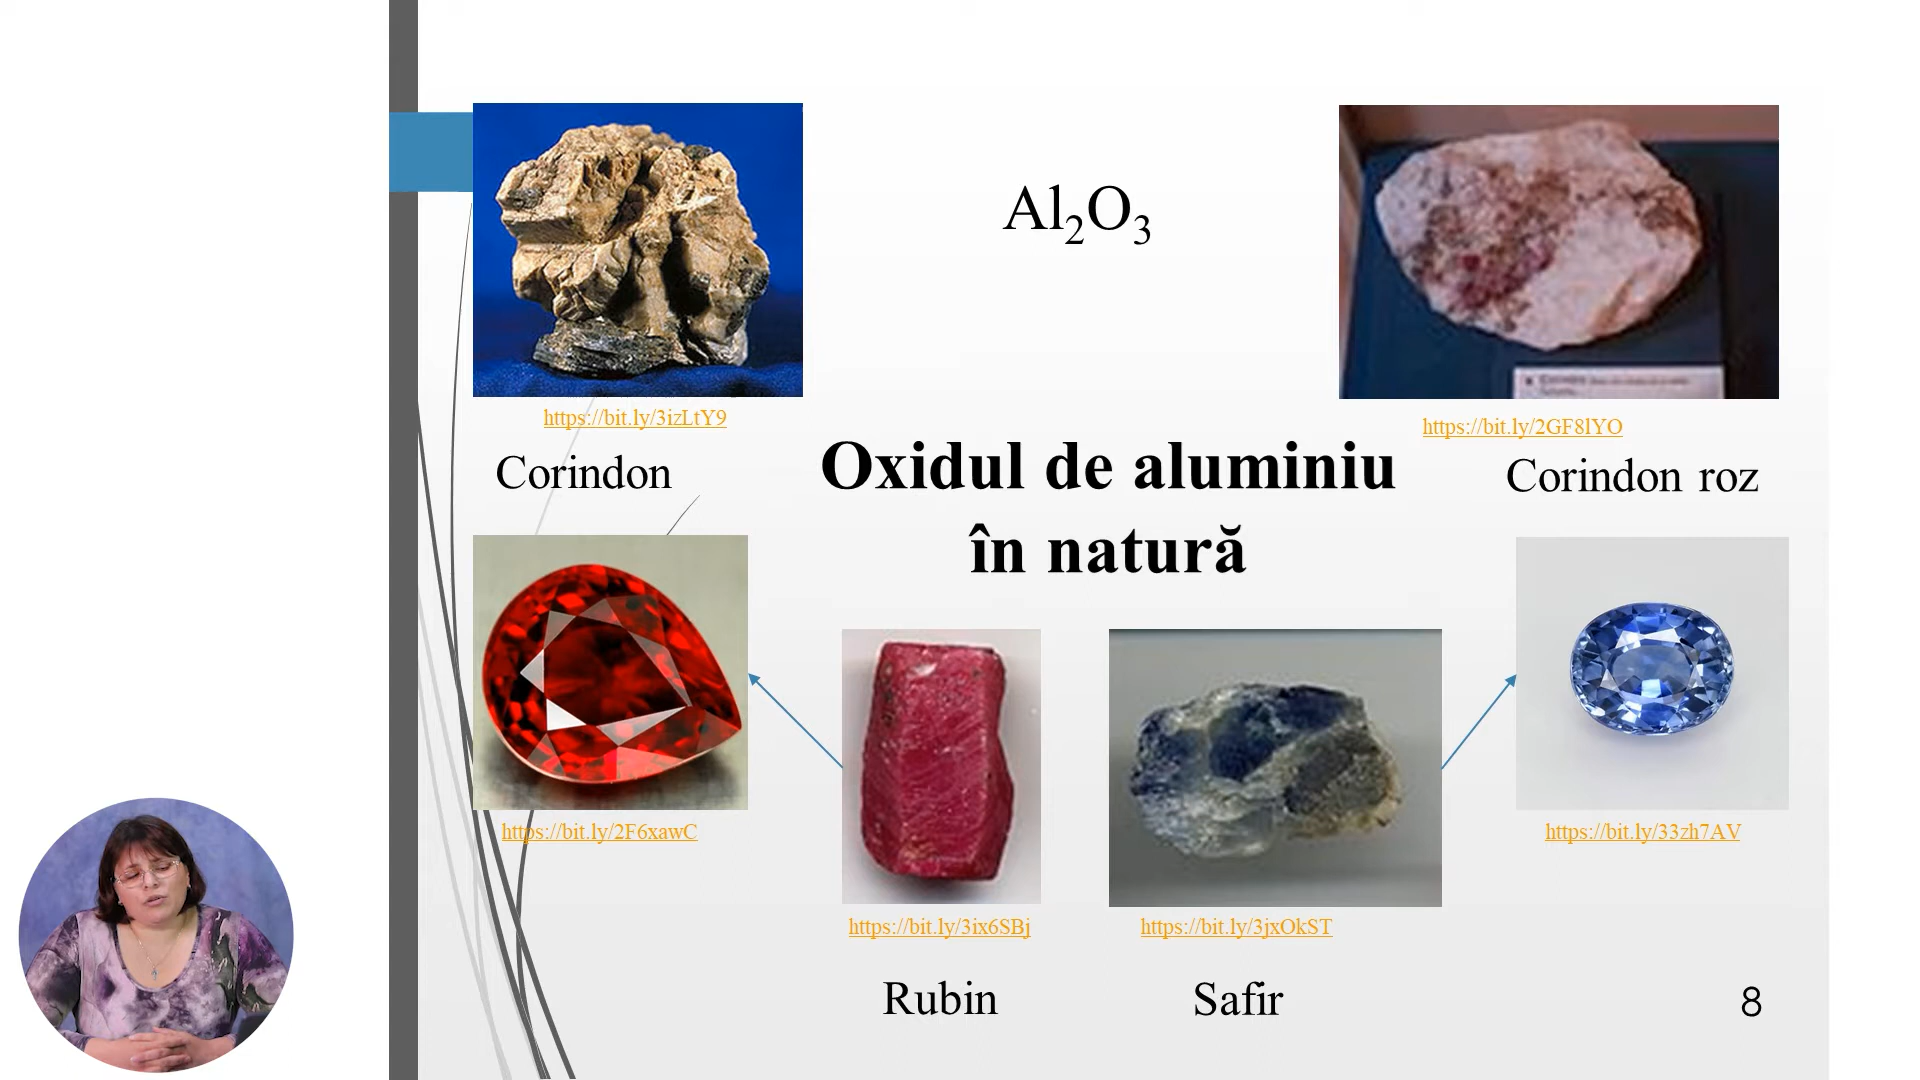 Al₂O₃
https://bit.ly/3izLtY9
https://bit.ly/2GF8lYO
Corindon
Oxidul de aluminiu
în natură
Corindon roz
https://bit.ly/2F6xawC
https://bit.ly/33zh7AV
https://bit.ly/3ix6SBj
https://bit.ly/3jxOkST
Rubin
Safir
8